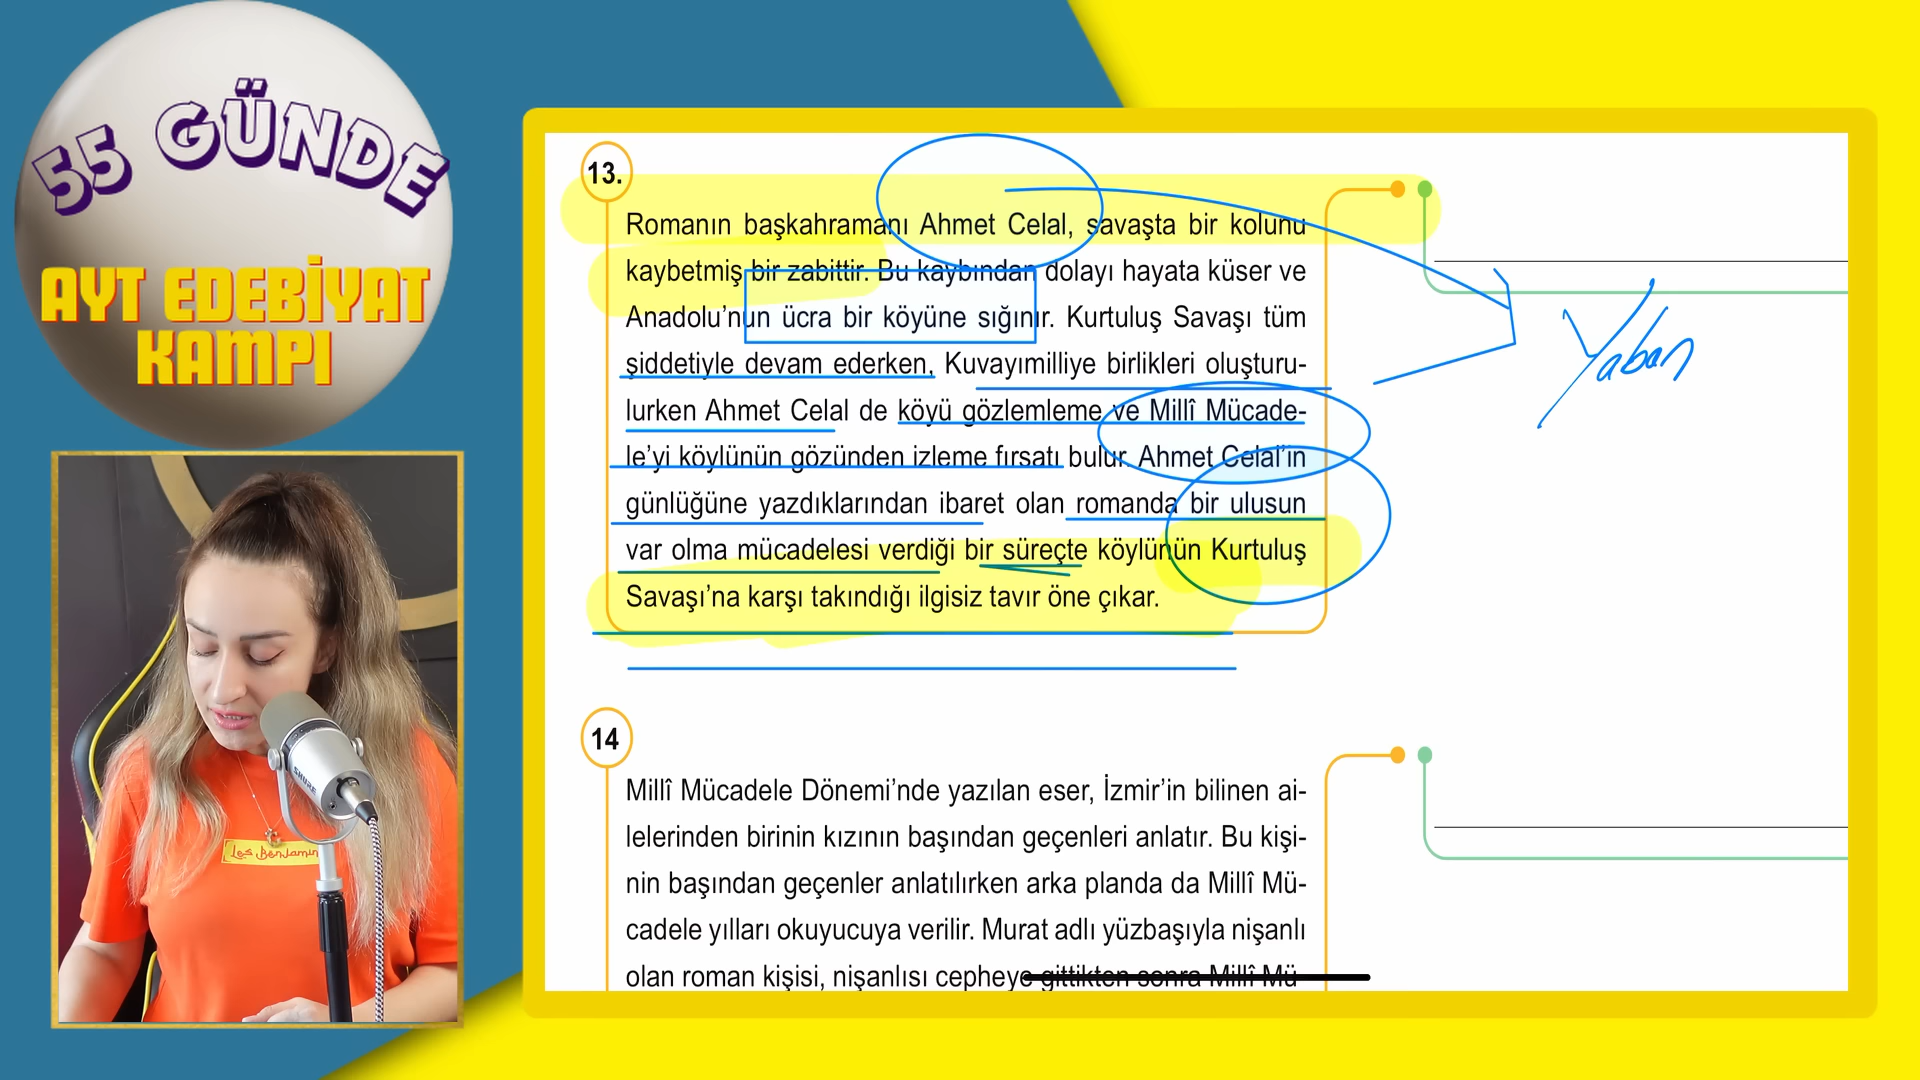 55 GÜNDE
AYT EDEBİYAT
KAMPI
13.
Romanın başkahramanı Ahmet Celal, savaşta bir kolunu
kaybetmiş bir zabittir. Bu kaybından dolayı hayata küser ve
Anadolu’nun ücra bir köyüne sığınır. Kurtuluş Savaşı tüm
şiddetiyle devam ederken, Kuvayımilliye birlikleri oluşturu-
lurken Ahmet Celal de köyü gözlemleme ve Millî Mücade-
le’yi köylünün gözünden izleme fırsatı bulur. Ahmet Celal’in
günlüğüne yazdıklarından ibaret olan romanda bir ulusun
var olma mücadelesi verdiği bir süreçte köylünün Kurtuluş
Savaşı’na karşı takındığı ilgisiz tavır öne çıkar.
Yaban
14
Millî Mücadele Dönemi’nde yazılan eser, İzmir’in bilinen ai-
lelerinden birinin kızının başından geçenleri anlatır. Bu kişi-
nin başından geçenler anlatılırken arka planda da Millî Mü-
cadele yılları okuyucuya verilir. Murat adlı yüzbaşıyla nişanlı
olan roman kişisi, nişanlısı cepheye gittikten sonra Millî Mü-
SHURE
Les Benjamins